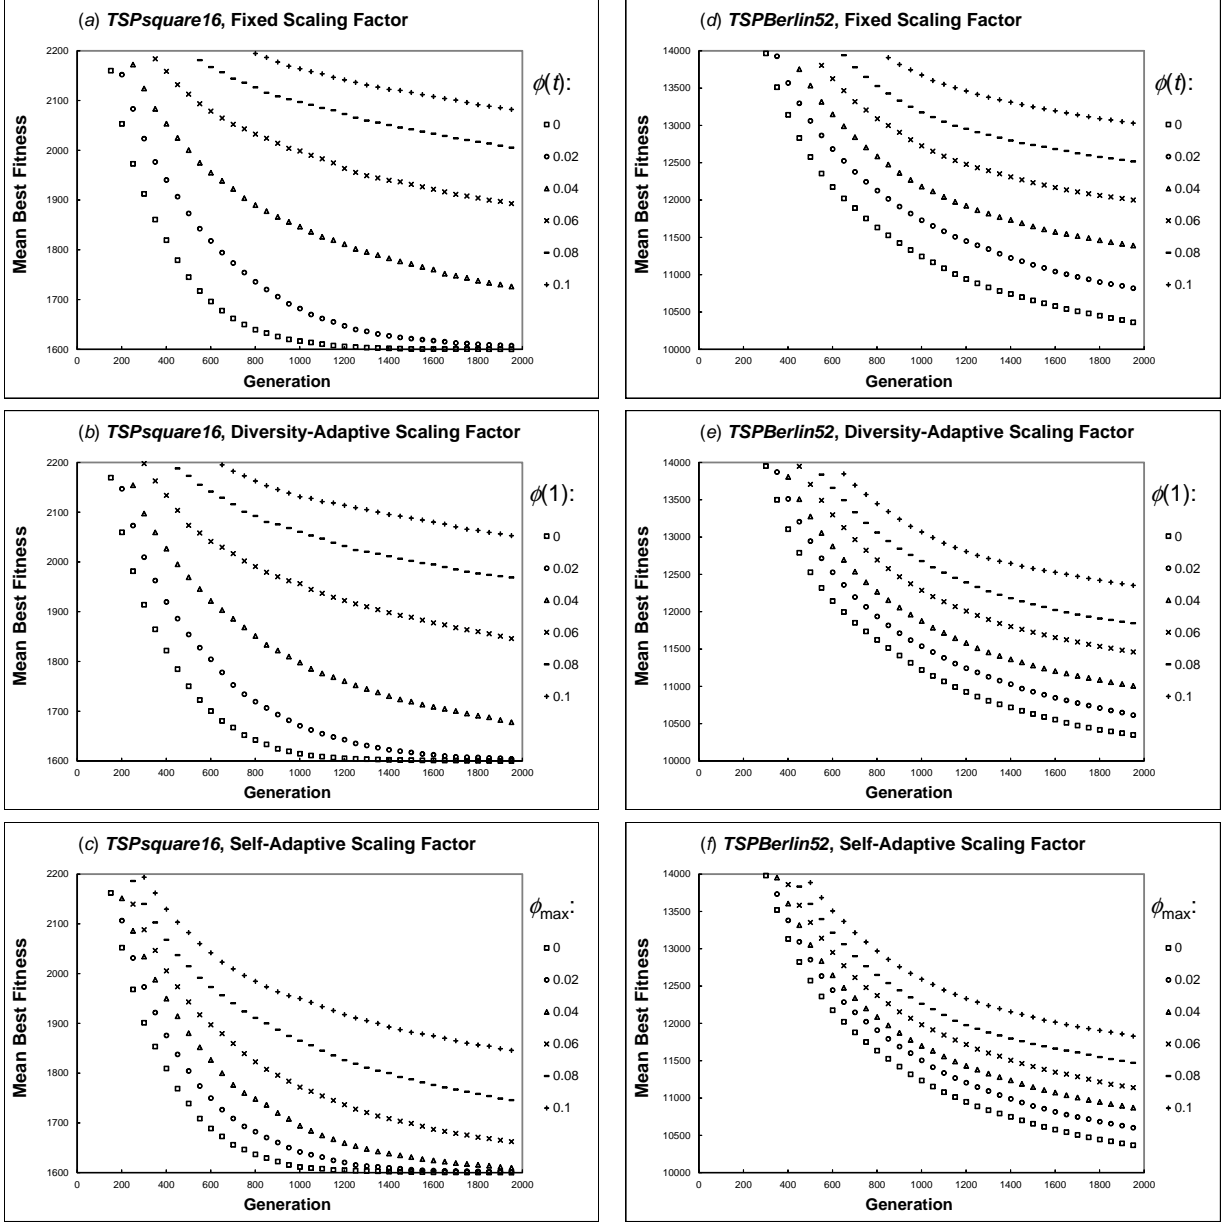 (a) TSPsquare16, Fixed Scaling Factor
Mean Best Fitness
2200
2100
2000
1900
1800
1700
1600
0 200 400 600 800 1000 1200 1400 1600 1800 2000
Generation
ϕ(t):
0
0.02
0.04
0.06
0.08
0.1
(d) TSPBerlin52, Fixed Scaling Factor
Mean Best Fitness
14000
13500
13000
12500
12000
11500
11000
10500
10000
0 200 400 600 800 1000 1200 1400 1600 1800 2000
Generation
ϕ(t):
0
0.02
0.04
0.06
0.08
0.1
(b) TSPsquare16, Diversity-Adaptive Scaling Factor
Mean Best Fitness
2200
2100
2000
1900
1800
1700
1600
0 200 400 600 800 1000 1200 1400 1600 1800 2000
Generation
ϕ(1):
0
0.02
0.04
0.06
0.08
0.1
(e) TSPBerlin52, Diversity-Adaptive Scaling Factor
Mean Best Fitness
14000
13500
13000
12500
12000
11500
11000
10500
10000
0 200 400 600 800 1000 1200 1400 1600 1800 2000
Generation
ϕ(1):
0
0.02
0.04
0.06
0.08
0.1
(c) TSPsquare16, Self-Adaptive Scaling Factor
Mean Best Fitness
2200
2100
2000
1900
1800
1700
1600
0 200 400 600 800 1000 1200 1400 1600 1800 2000
Generation
ϕmax:
0
0.02
0.04
0.06
0.08
0.1
(f) TSPBerlin52, Self-Adaptive Scaling Factor
Mean Best Fitness
14000
13500
13000
12500
12000
11500
11000
10500
10000
0 200 400 600 800 1000 1200 1400 1600 1800 2000
Generation
ϕmax:
0
0.02
0.04
0.06
0.08
0.1